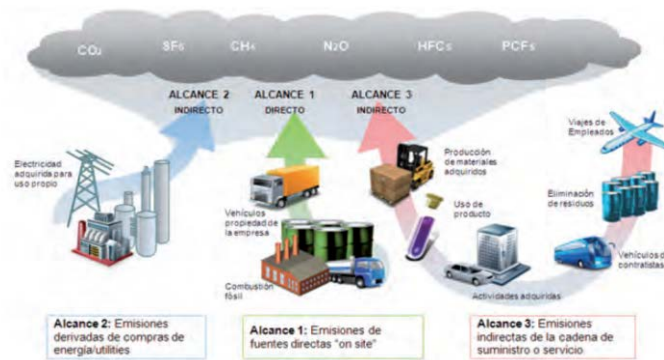 CO₂
SF₆
CH₄
N₂O
HFCs
PCFs
ALCANCE 2
INDIRECTO
ALCANCE 1
DIRECTO
ALCANCE 3
INDIRECTO
Electricidad
adquirida para
uso propio
Vehículos
propiedad de
la empresa
Combustión
fósil
Producción
de materiales
adquiridos
Uso de
producto
Actividades adquiridas
Viajes de
Empleados
Eliminación
de residuos
Vehículos de
contratistas
Alcance 2: Emisiones
derivadas de compras de
energía/utilities
Alcance 1: Emisiones de
fuentes directas "on site"
Alcance 3: Emisiones
indirectas de la cadena de
suministro o servicio